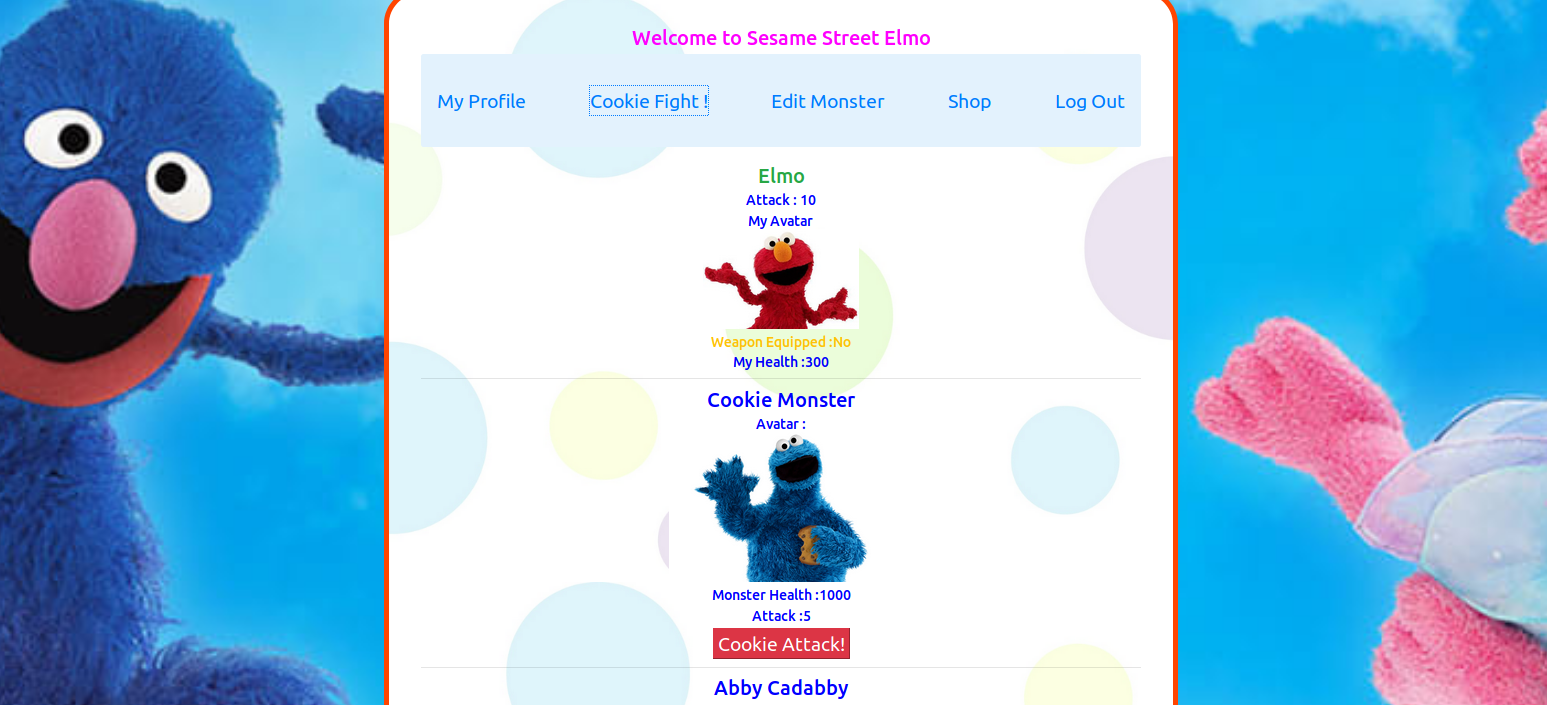 Welcome to Sesame Street Elmo
My Profile Cookie Fight ! Edit Monster Shop Log Out
Elmo
Attack : 10
My Avatar
Weapon Equipped :No
My Health :300
Cookie Monster
Avatar :
Monster Health :1000
Attack :5
Cookie Attack!
Abby Cadabby